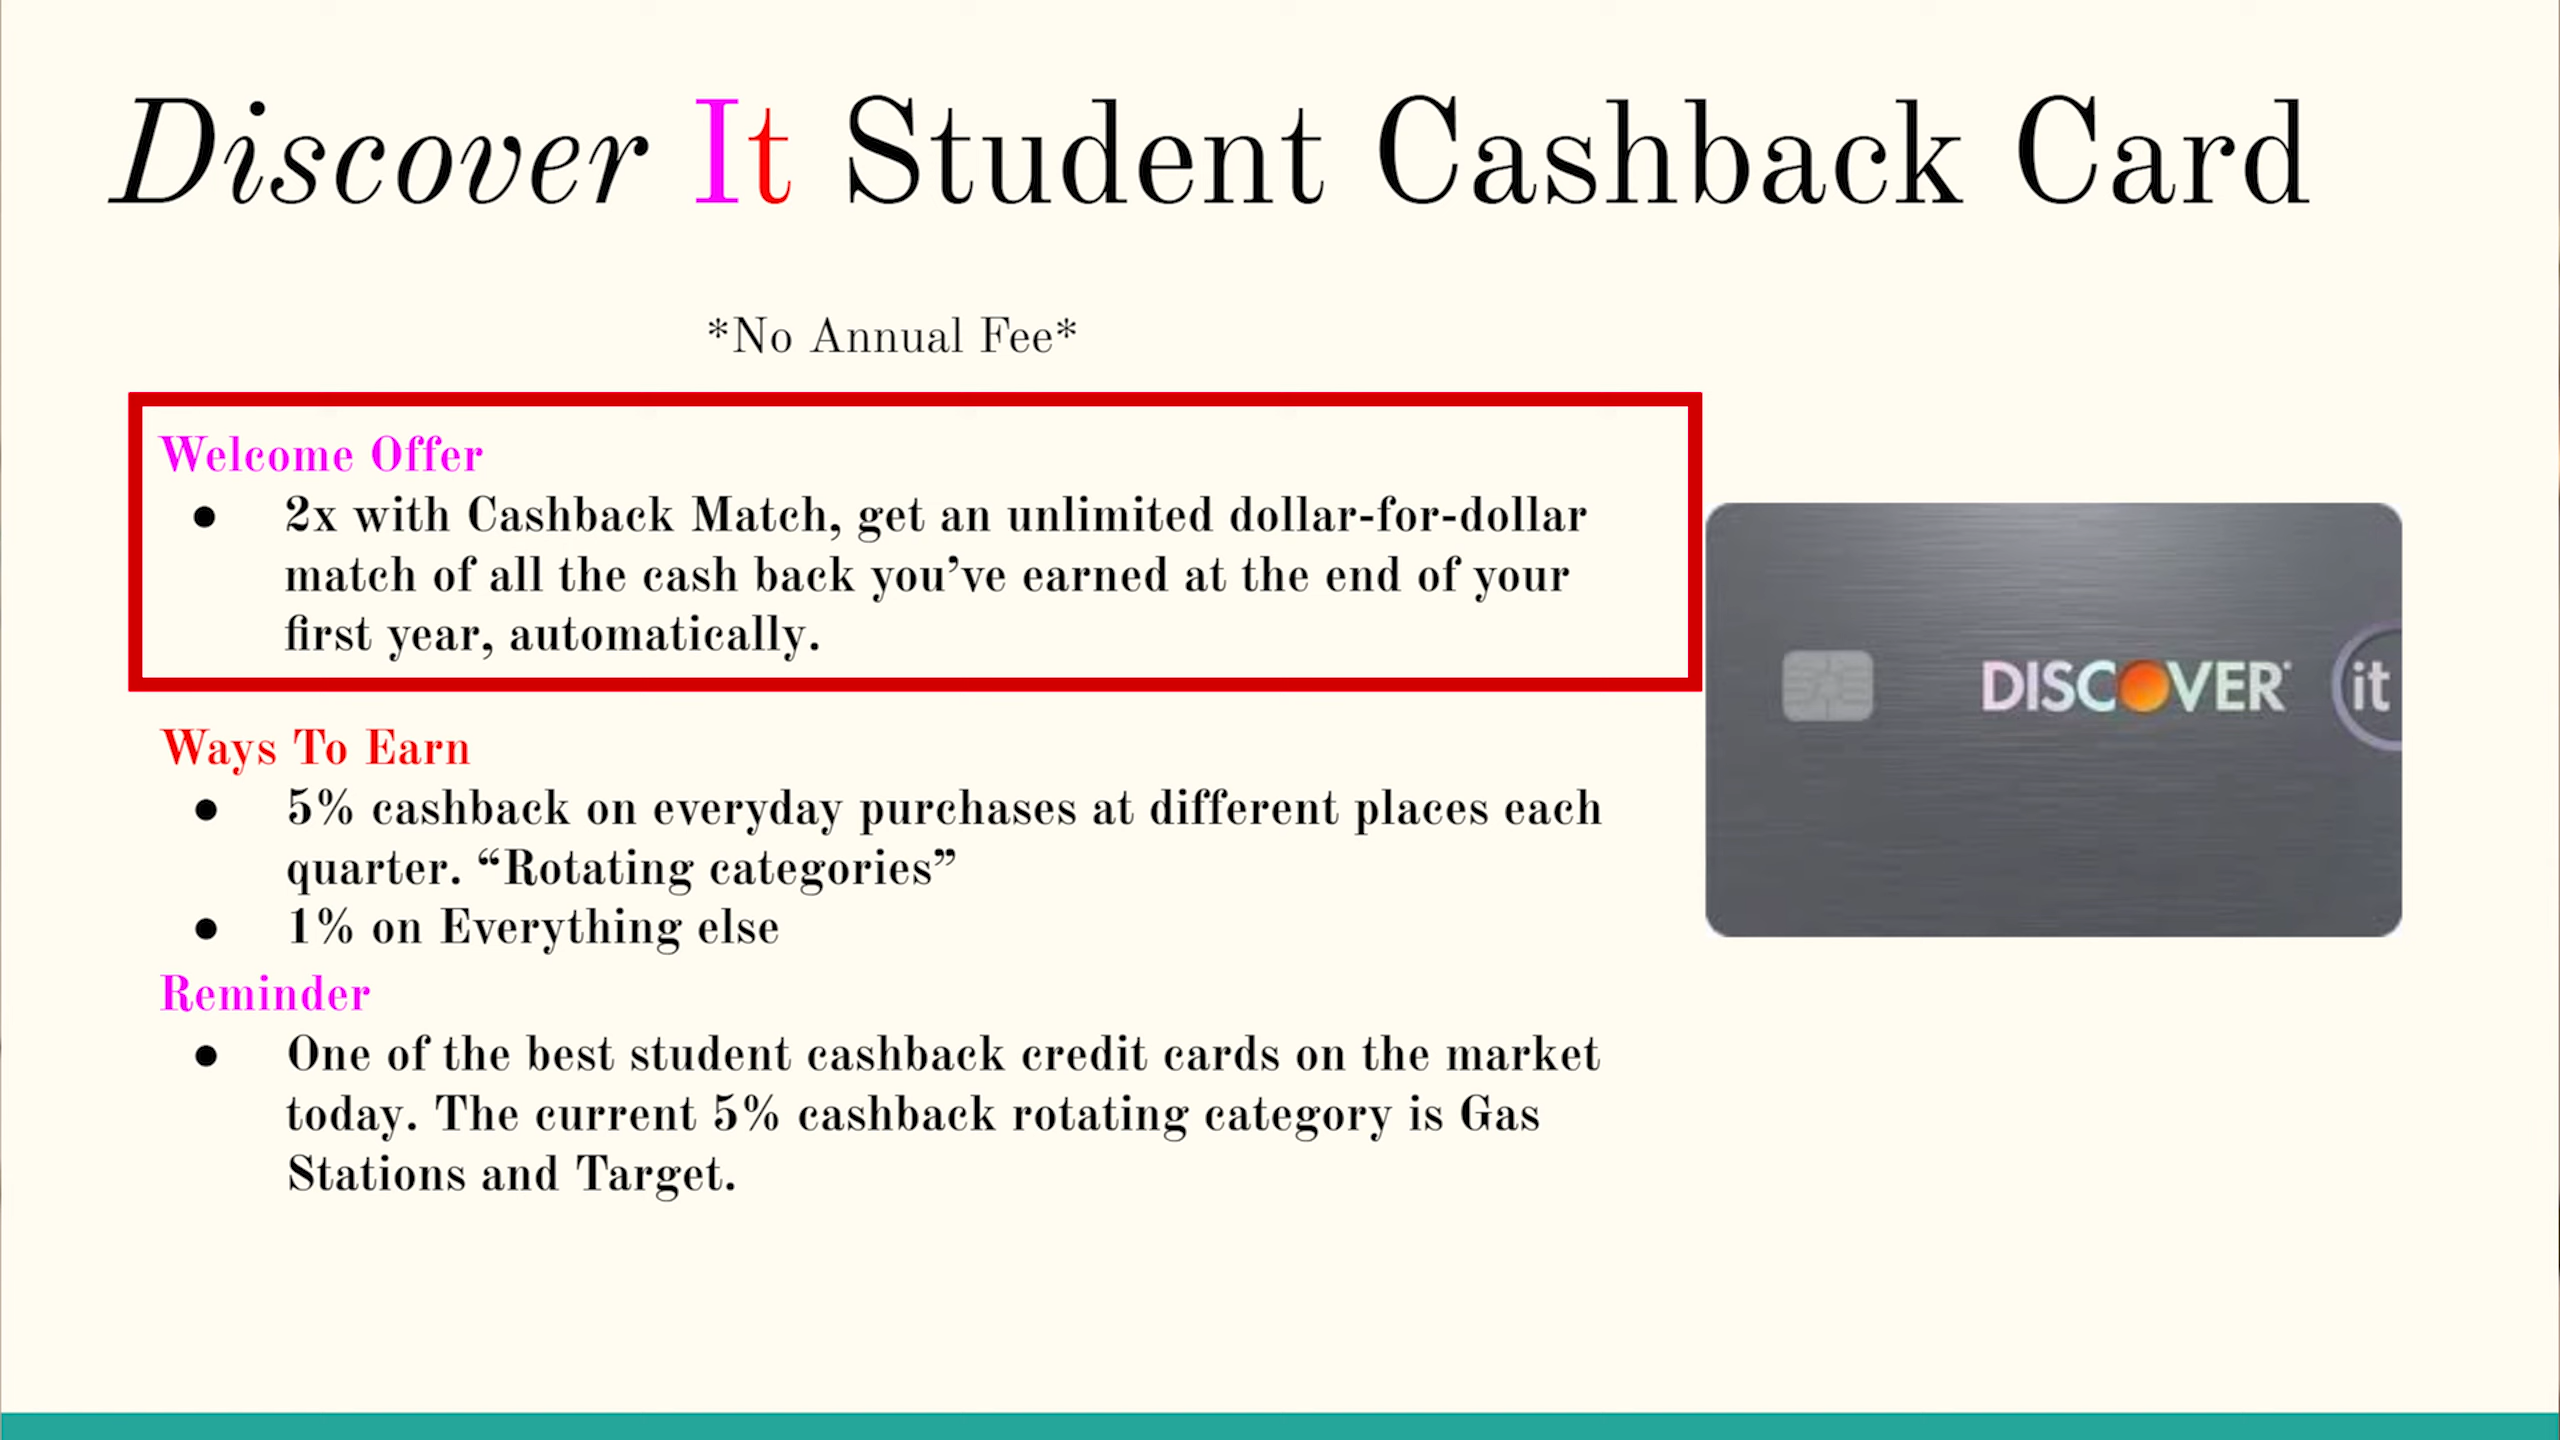 Discover It Student Cashback Card
*No Annual Fee*
Welcome Offer
● 2x with Cashback Match, get an unlimited dollar-for-dollar
match of all the cash back you’ve earned at the end of your
first year, automatically.
DISCOVER it
Ways To Earn
● 5% cashback on everyday purchases at different places each
quarter. “Rotating categories”
● 1% on Everything else
Reminder
● One of the best student cashback credit cards on the market
today. The current 5% cashback rotating category is Gas
Stations and Target.